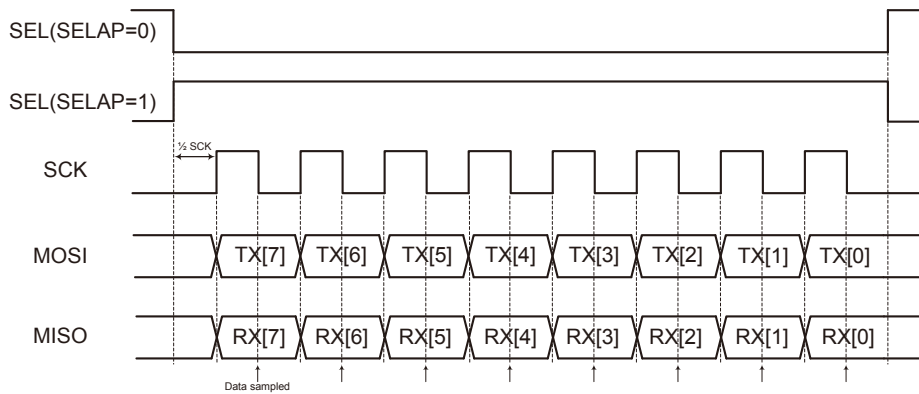 SEL(SELAP=0)
SEL(SELAP=1)
½ SCK
SCK
MOSI TX[7] TX[6] TX[5] TX[4] TX[3] TX[2] TX[1] TX[0]
MISO RX[7] RX[6] RX[5] RX[4] RX[3] RX[2] RX[1] RX[0]
Data sampled